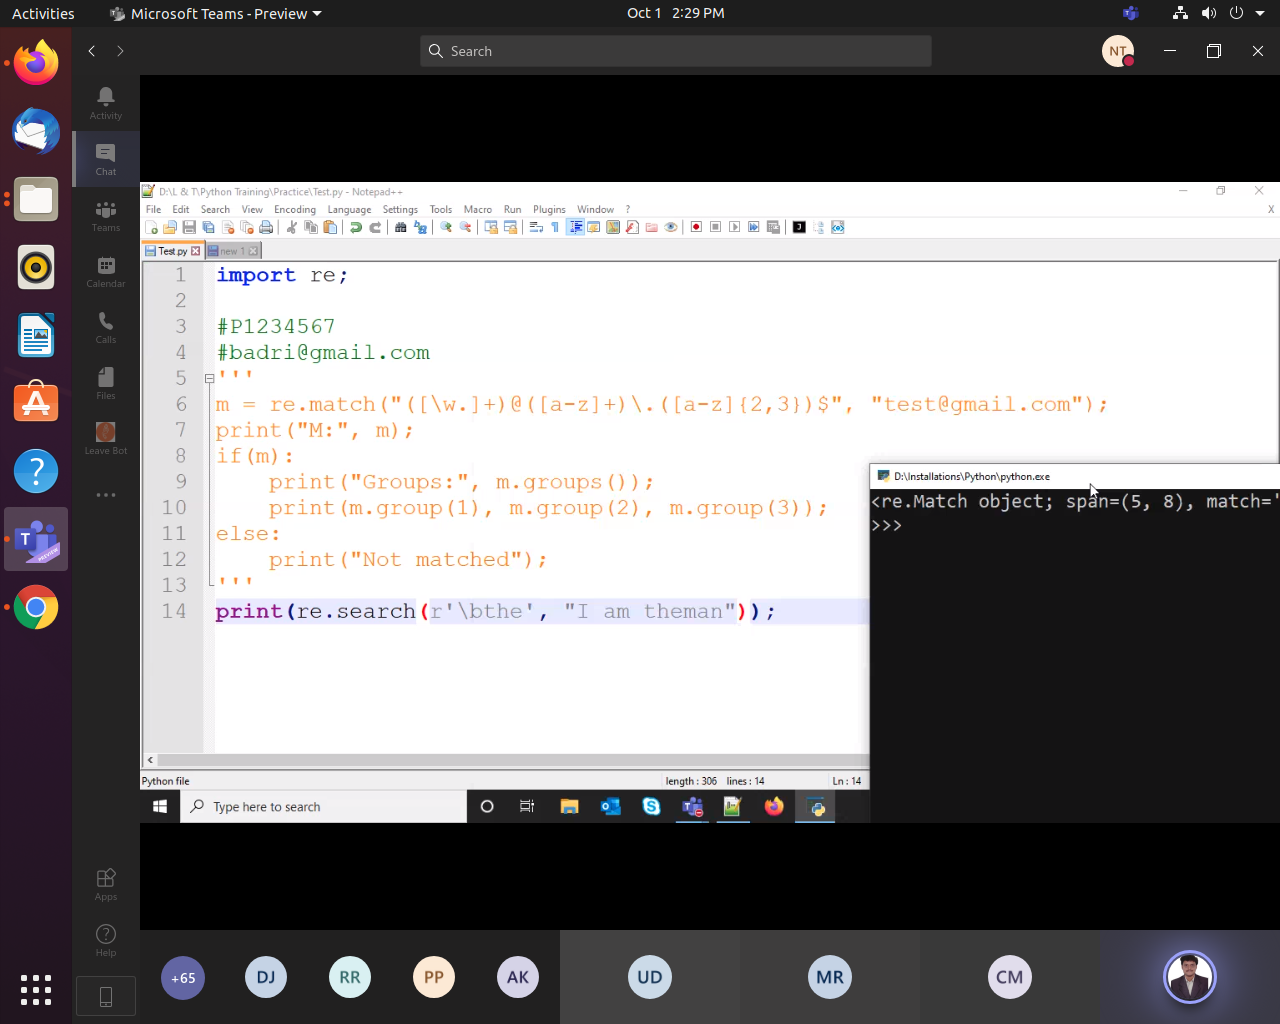 Activities
Microsoft Teams - Preview
Oct 1 2:29 PM
Search
NT
Activity
Chat
Teams
Calendar
Calls
Files
Leave Bot
Apps
Help
D:\L & T\Python Training\Practice\Test.py - Notepad++
File Edit Search View Encoding Language Settings Tools Macro Run Plugins Window ?
X
Test.py
new 1
1 import re;
2
3 #P1234567
4 #badri@gmail.com
5 '''
6 m = re.match("([\w.]+)@([a-z]+)\.([a-z]{2,3})$", "test@gmail.com");
7 print("M:", m);
8 if(m):
9 print("Groups:", m.groups());
10 print(m.group(1), m.group(2), m.group(3));
11 else:
12 print("Not matched");
13 '''
14 print(re.search(r'\bthe', "I am theman"));
D:\Installations\Python\python.exe
<re.Match object; span=(5, 8), match='
>>>
Python file
length : 306 lines : 14
Ln : 14
Type here to search
+65
DJ
RR
PP
AK
UD
MR
CM